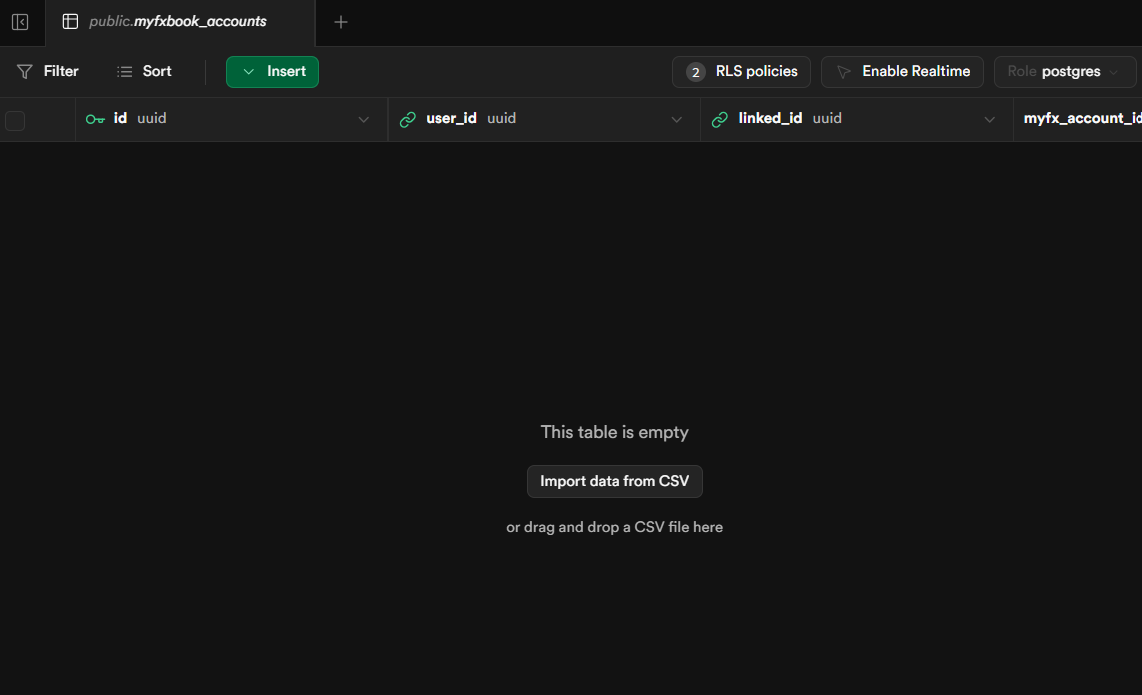 public.myfxbook_accounts
Filter Sort Insert 2 RLS policies Enable Realtime Role postgres
id uuid user_id uuid linked_id uuid myfx_account_id
This table is empty
Import data from CSV
or drag and drop a CSV file here